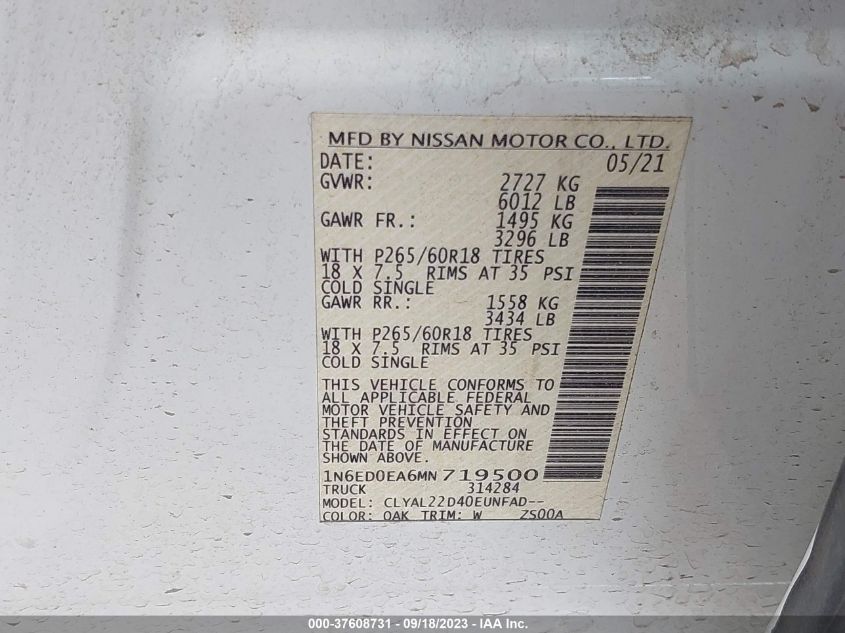 MFD BY NISSAN MOTOR CO., LTD.
DATE: 05/21
GVWR: 2727 KG
6012 LB
GAWR FR.: 1495 KG
3296 LB
WITH P265/60R18 TIRES
18 X 7.5 RIMS AT 35 PSI
COLD SINGLE
GAWR RR.: 1558 KG
3434 LB
WITH P265/60R18 TIRES
18 X 7.5 RIMS AT 35 PSI
COLD SINGLE
THIS VEHICLE CONFORMS TO
ALL APPLICABLE FEDERAL
MOTOR VEHICLE SAFETY AND
THEFT PREVENTION
STANDARDS IN EFFECT ON
THE DATE OF MANUFACTURE
SHOWN ABOVE.
1N6ED0EA6MN719500
TRUCK 314284
MODEL: CLYAL22D40EUNFAD--
COLOR: QAK TRIM: W ZS00A
000-37608731 - 09/18/2023 - IAA Inc.